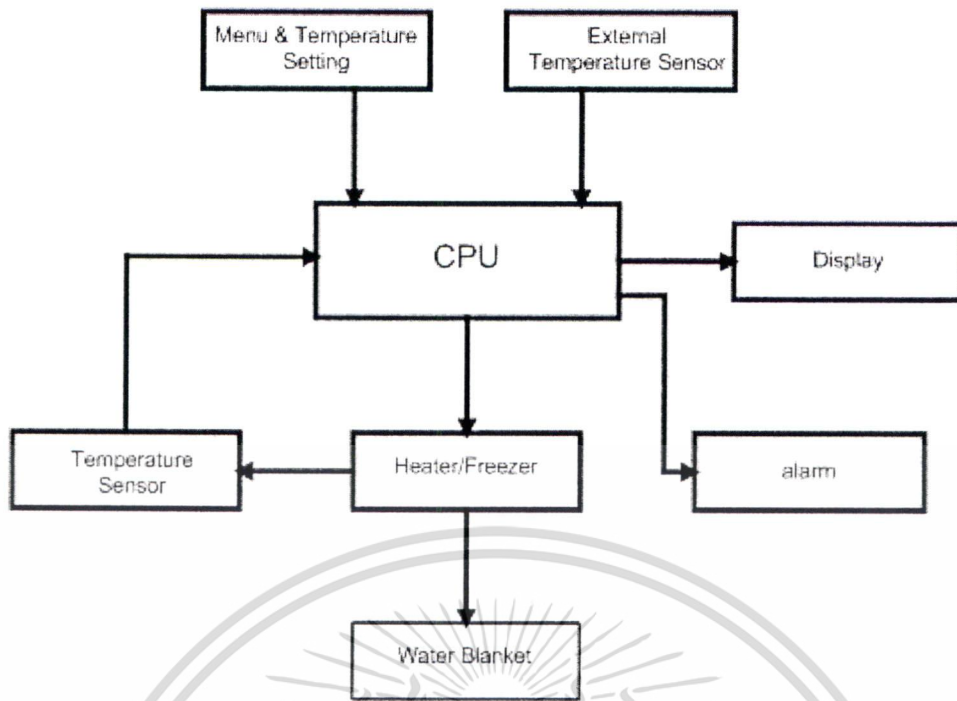 Menu & Temperature
Setting
External
Temperature Sensor
CPU
Display
Temperature
Sensor
Heater/Freezer
alarm
Water Blanket